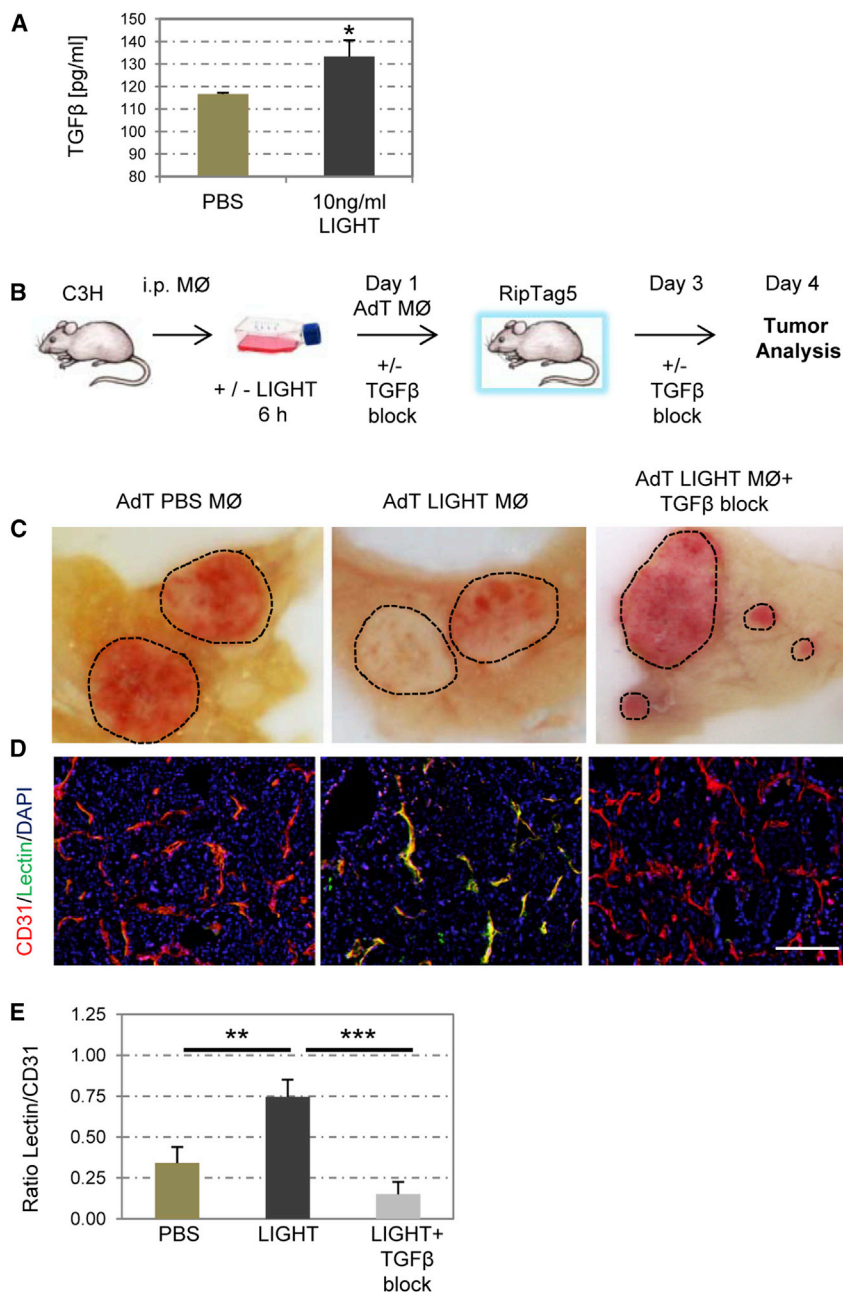 A
TGFβ [pg/ml]
150
140
130
120
110
100
90
80
*
PBS
10ng/ml
LIGHT
B
C3H
i.p. MØ
+ / - LIGHT
6 h
Day 1
AdT MØ
+/-
TGFβ
block
RipTag5
Day 3
+/-
TGFβ
block
Day 4
Tumor
Analysis
C
AdT PBS MØ
AdT LIGHT MØ
AdT LIGHT MØ+
TGFβ block
D
CD31/Lectin/DAPI
E
Ratio Lectin/CD31
1.25
1.00
0.75
0.50
0.25
0.00
**
***
PBS
LIGHT
LIGHT+
TGFβ
block